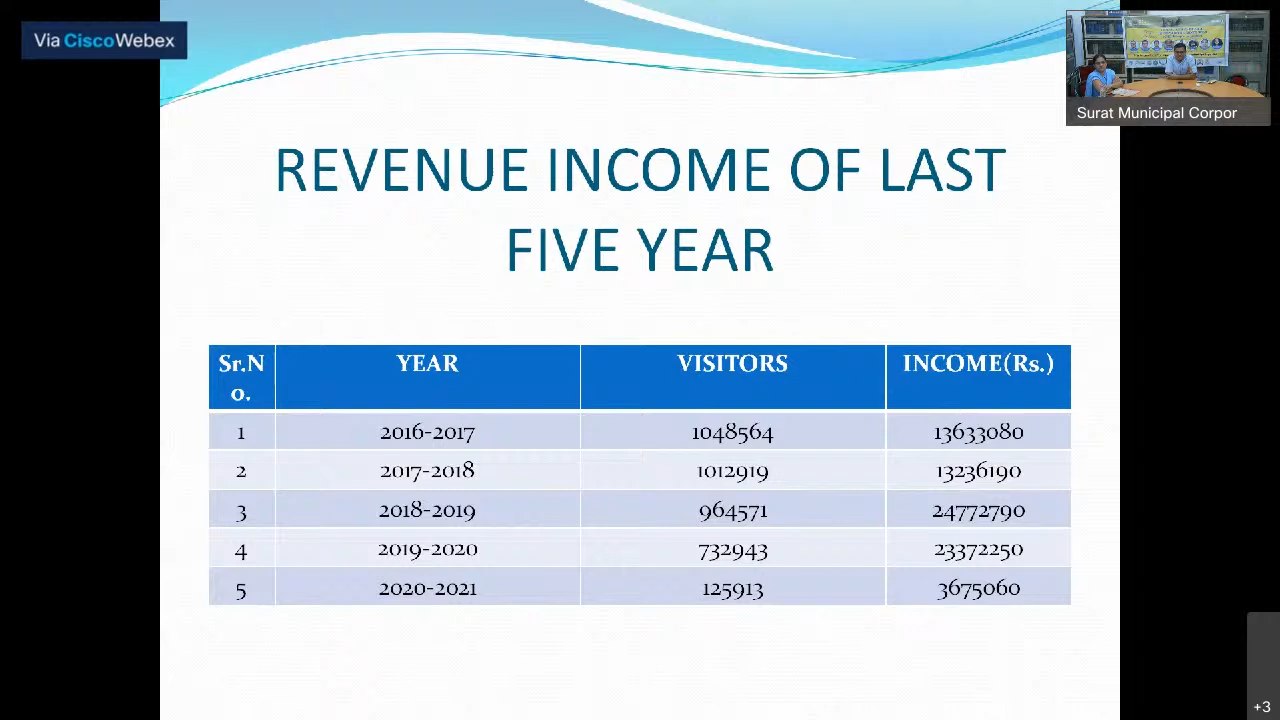 Via CiscoWebex
Surat Municipal Corpor
REVENUE INCOME OF LAST
FIVE YEAR
Sr.N
o. YEAR VISITORS INCOME(Rs.)
1 2016-2017 1048564 13633080
2 2017-2018 1012919 13236190
3 2018-2019 964571 24772790
4 2019-2020 732943 23372250
5 2020-2021 125913 3675060
+3